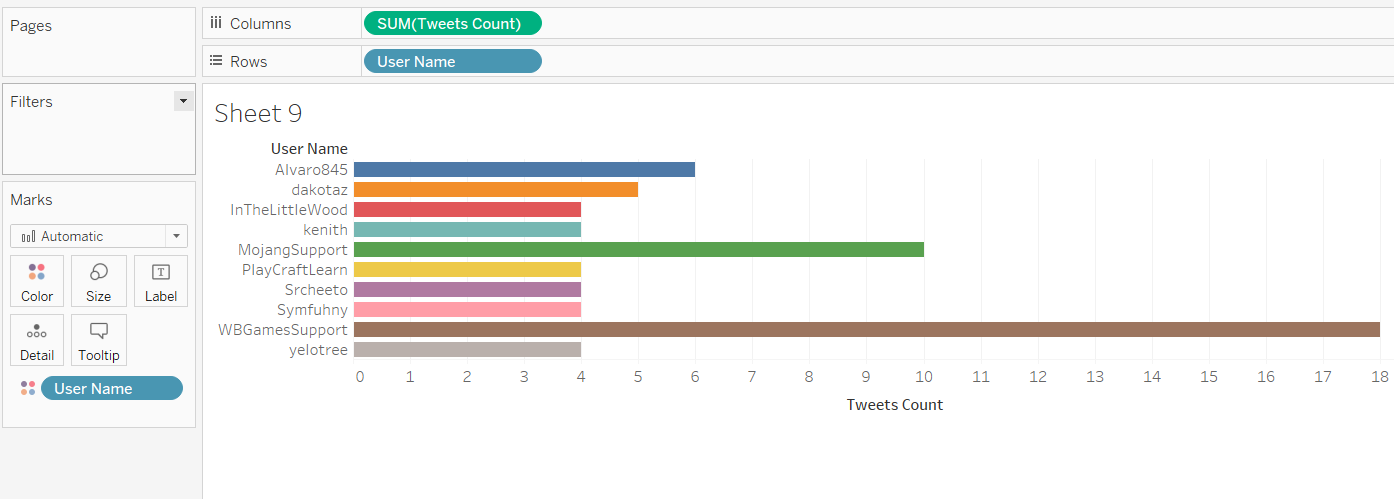 Pages
Columns
SUM(Tweets Count)
Rows
User Name
Filters
Sheet 9
User Name
Alvaro845
dakotaz
InTheLittleWood
kenith
MojangSupport
PlayCraftLearn
Srcheeto
Symfuhny
WBGamesSupport
yelotree
0 1 2 3 4 5 6 7 8 9 10 11 12 13 14 15 16 17 18
Tweets Count
Marks
Automatic
Color Size T Label
Detail Tooltip
User Name